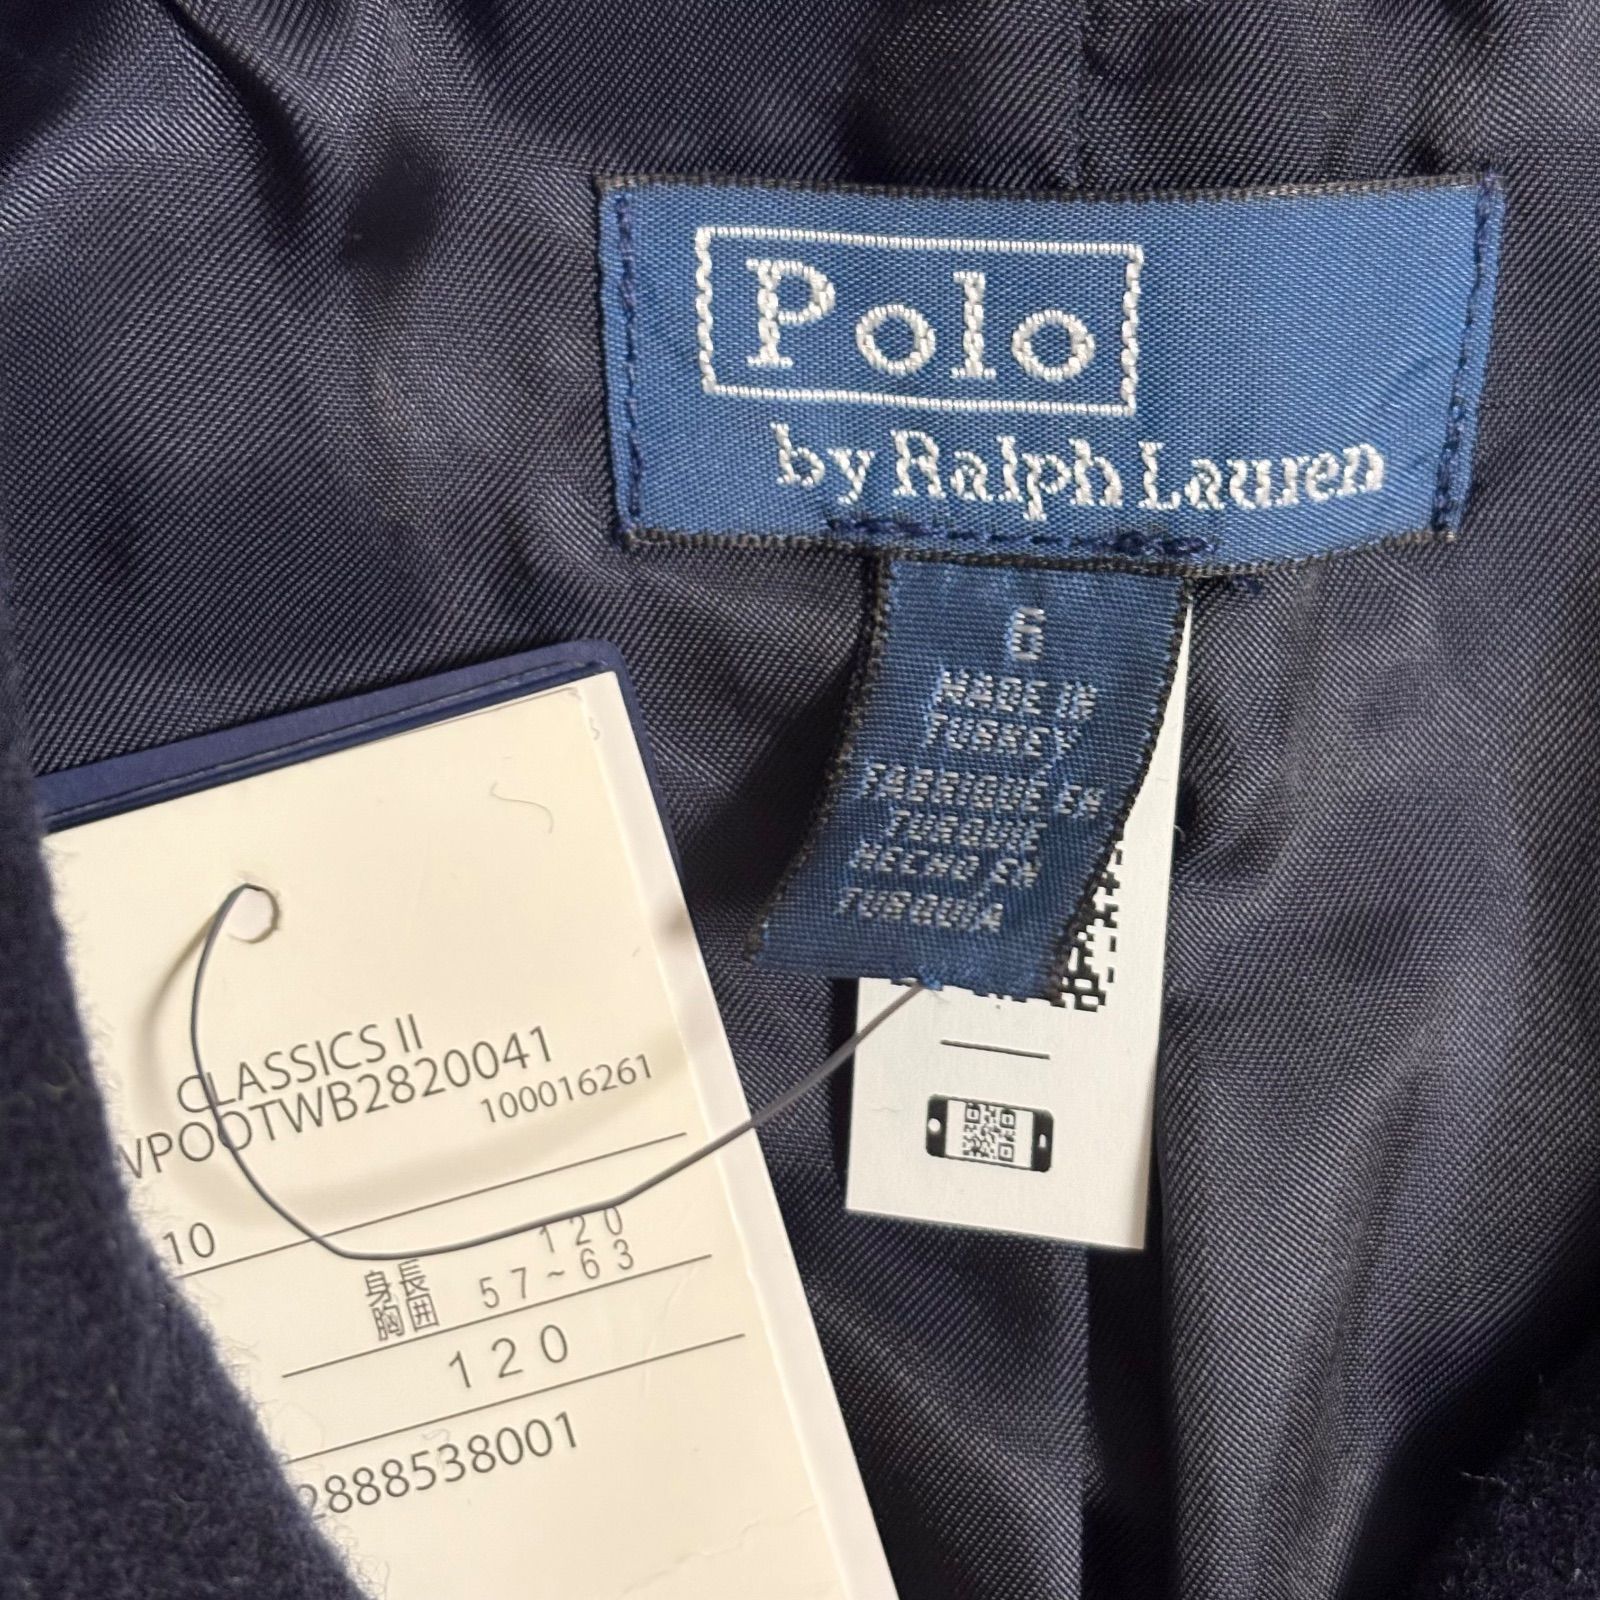 Polo
by Ralph Lauren
6
MADE IN
TURKEY
FABRIQUE EN
TURQUIE
HECHO EN
TURQUIA
CLASSICS II
VPOOTWB2820041
100016261
10
身長 120
胸囲 57~63
120
2888538001